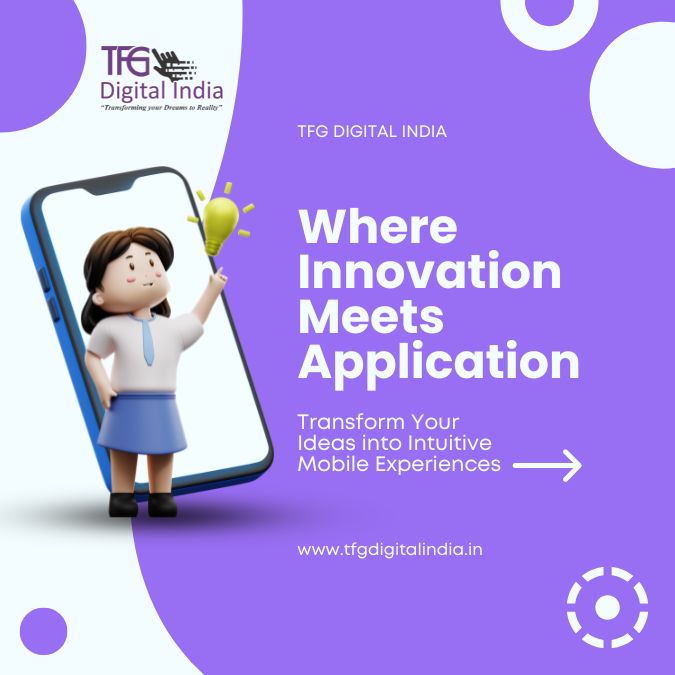 TFG
Digital India
“Transforming your Dreams to Reality”
TFG DIGITAL INDIA
Where
Innovation
Meets
Application
Transform Your
Ideas into Intuitive
Mobile Experiences
www.tfgdigitalindia.in